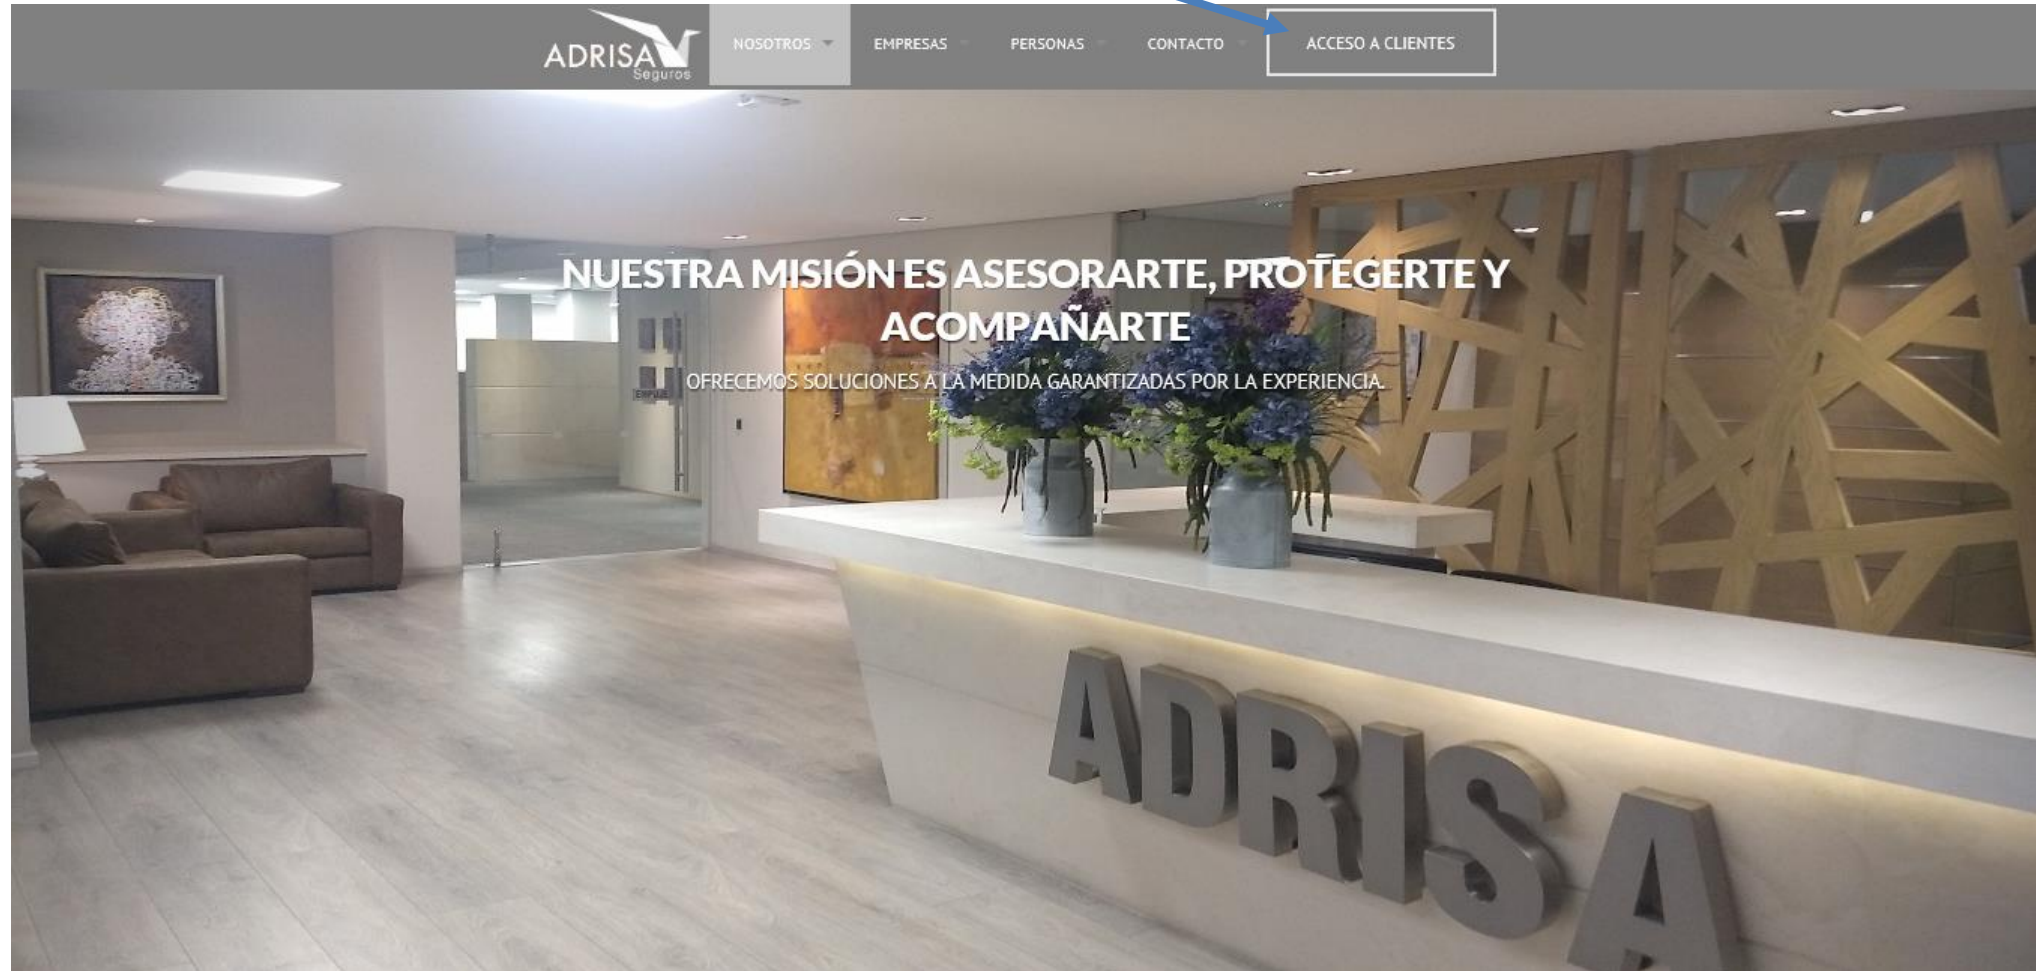 ADRISA
Seguros
NOSOTROS
EMPRESAS
PERSONAS
CONTACTO
ACCESO A CLIENTES
NUESTRA MISIÓN ES ASESORARTE, PROTEGERTE Y
ACOMPAÑARTE
EMPUJE
OFRECEMOS SOLUCIONES A LA MEDIDA GARANTIZADAS POR LA EXPERIENCIA.
ADRISA